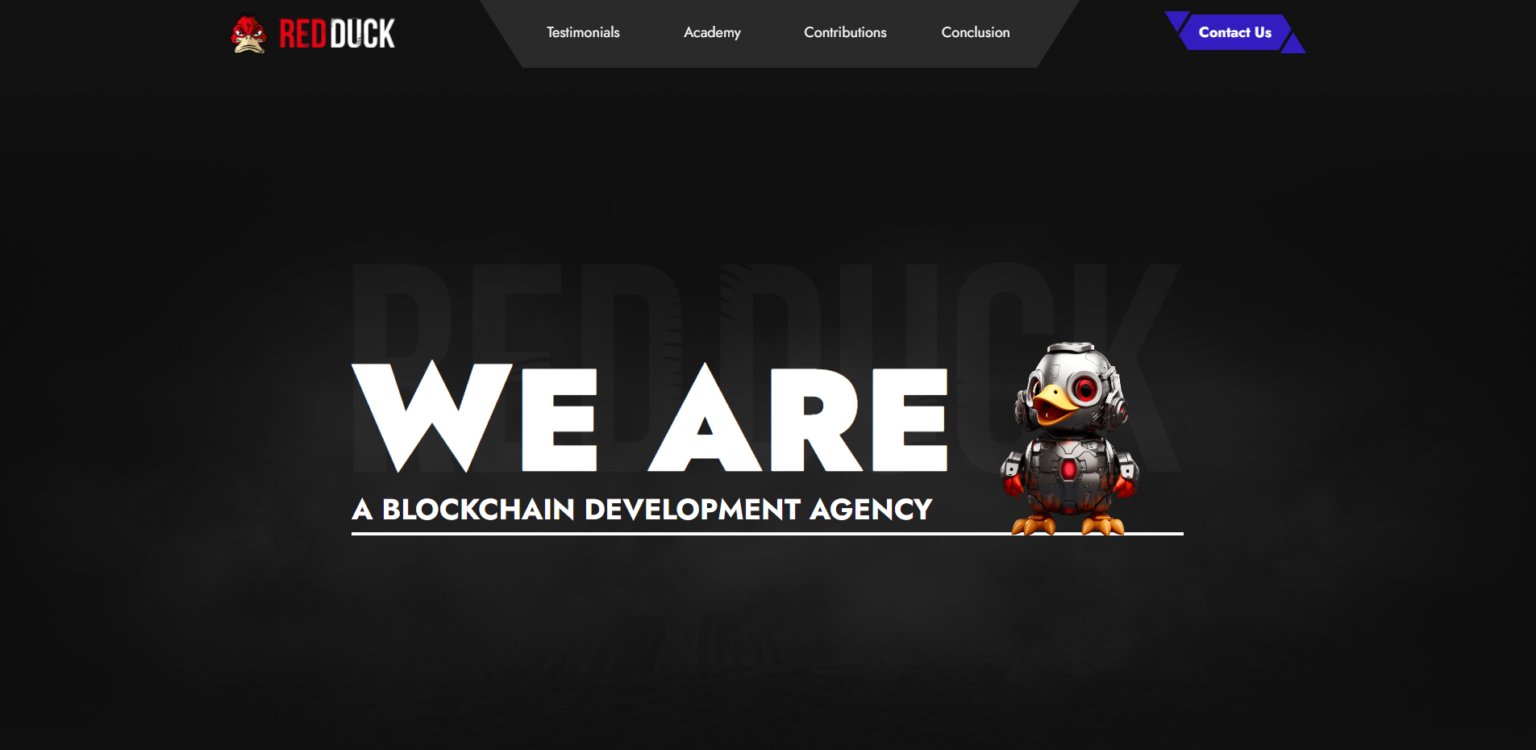 REDDUCK
Testimonials
Academy
Contributions
Conclusion
Contact Us
RED DUCK
WE ARE
A BLOCKCHAIN DEVELOPMENT AGENCY